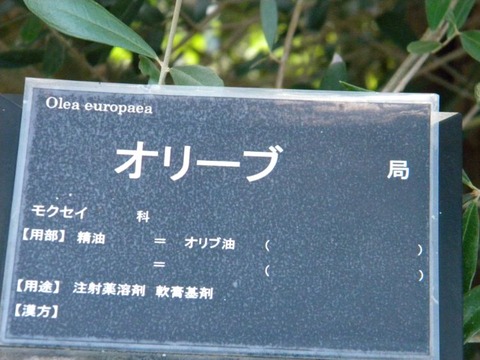 Olea europaea
オリーブ 局
モクセイ 科
【用部】 精油 ＝ オリブ油 （ ）
＝ （ ）
【用途】 注射薬溶剤 軟膏基剤
【漢方】